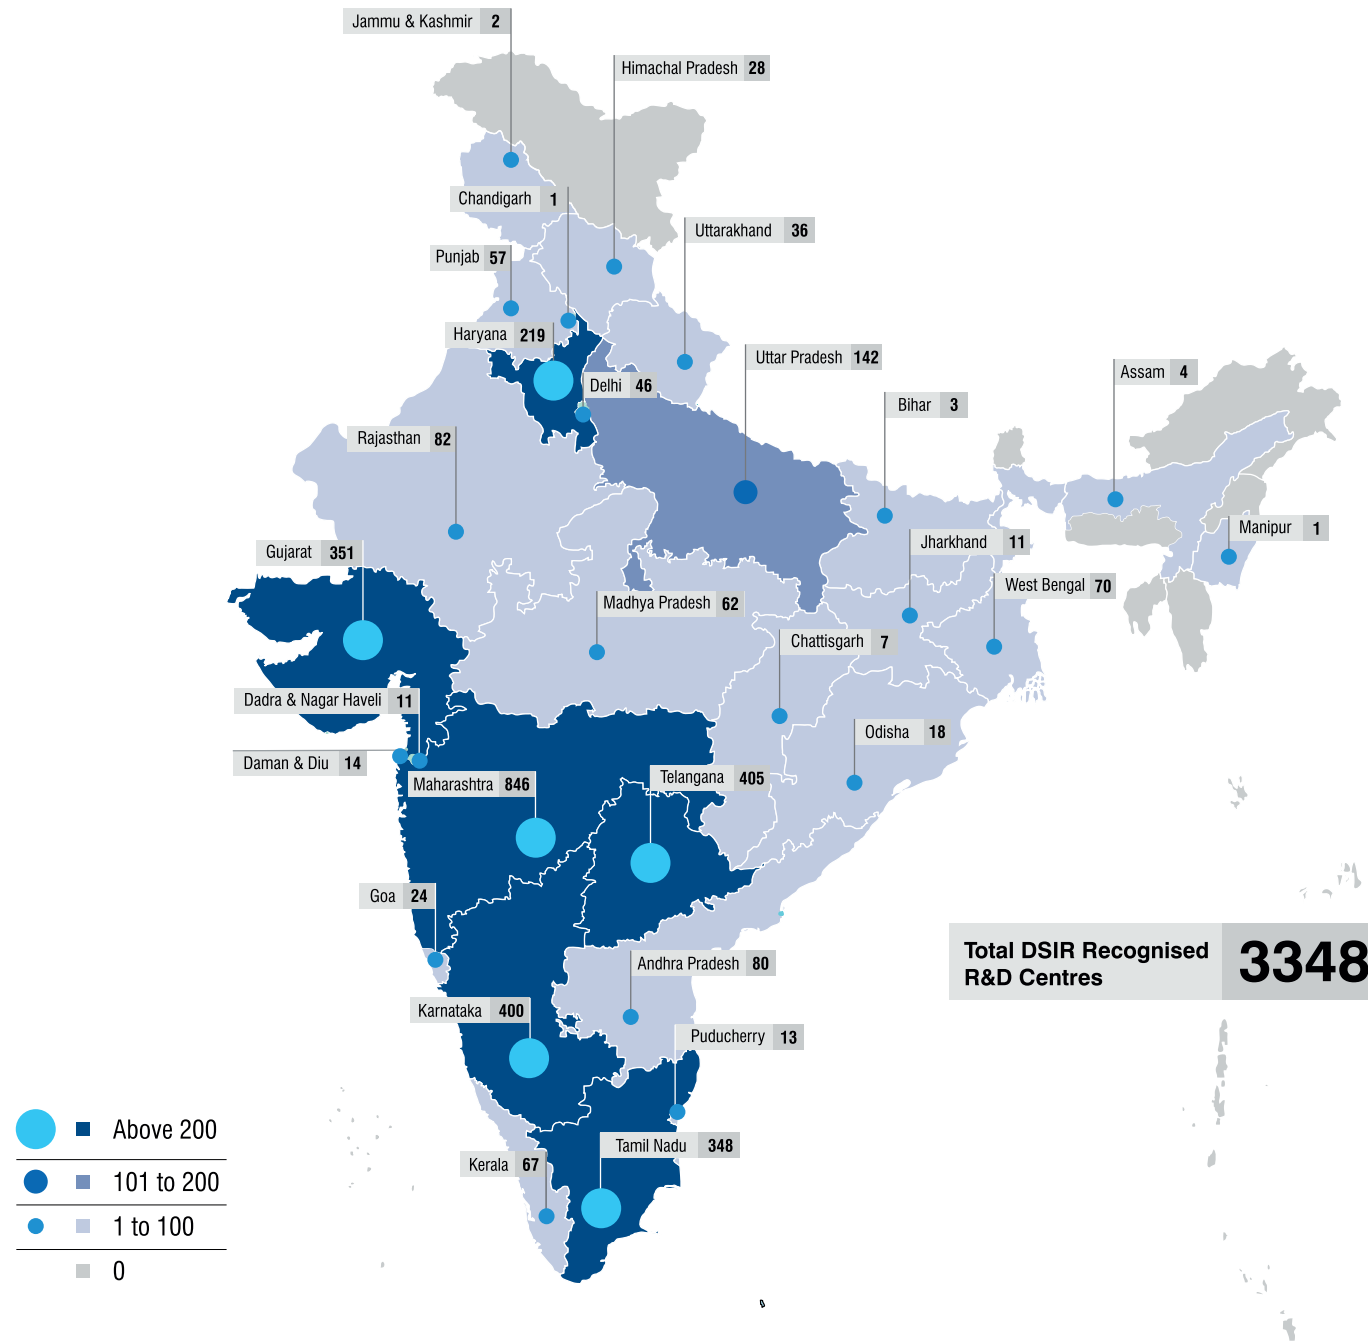 Jammu & Kashmir 2
Himachal Pradesh 28
Chandigarh 1
Uttarakhand 36
Punjab 57
Haryana 219
Uttar Pradesh 142
Assam 4
Delhi 46
Bihar 3
Rajasthan 82
Manipur 1
Jharkhand 11
Gujarat 351
West Bengal 70
Madhya Pradesh 62
Chattisgarh 7
Dadra & Nagar Haveli 11
Odisha 18
Daman & Diu 14
Maharashtra 846
Telangana 405
Goa 24
Total DSIR Recognised
R&D Centres
3348
Andhra Pradesh 80
Karnataka 400
Puducherry 13
Tamil Nadu 348
Kerala 67
Above 200
101 to 200
1 to 100
0